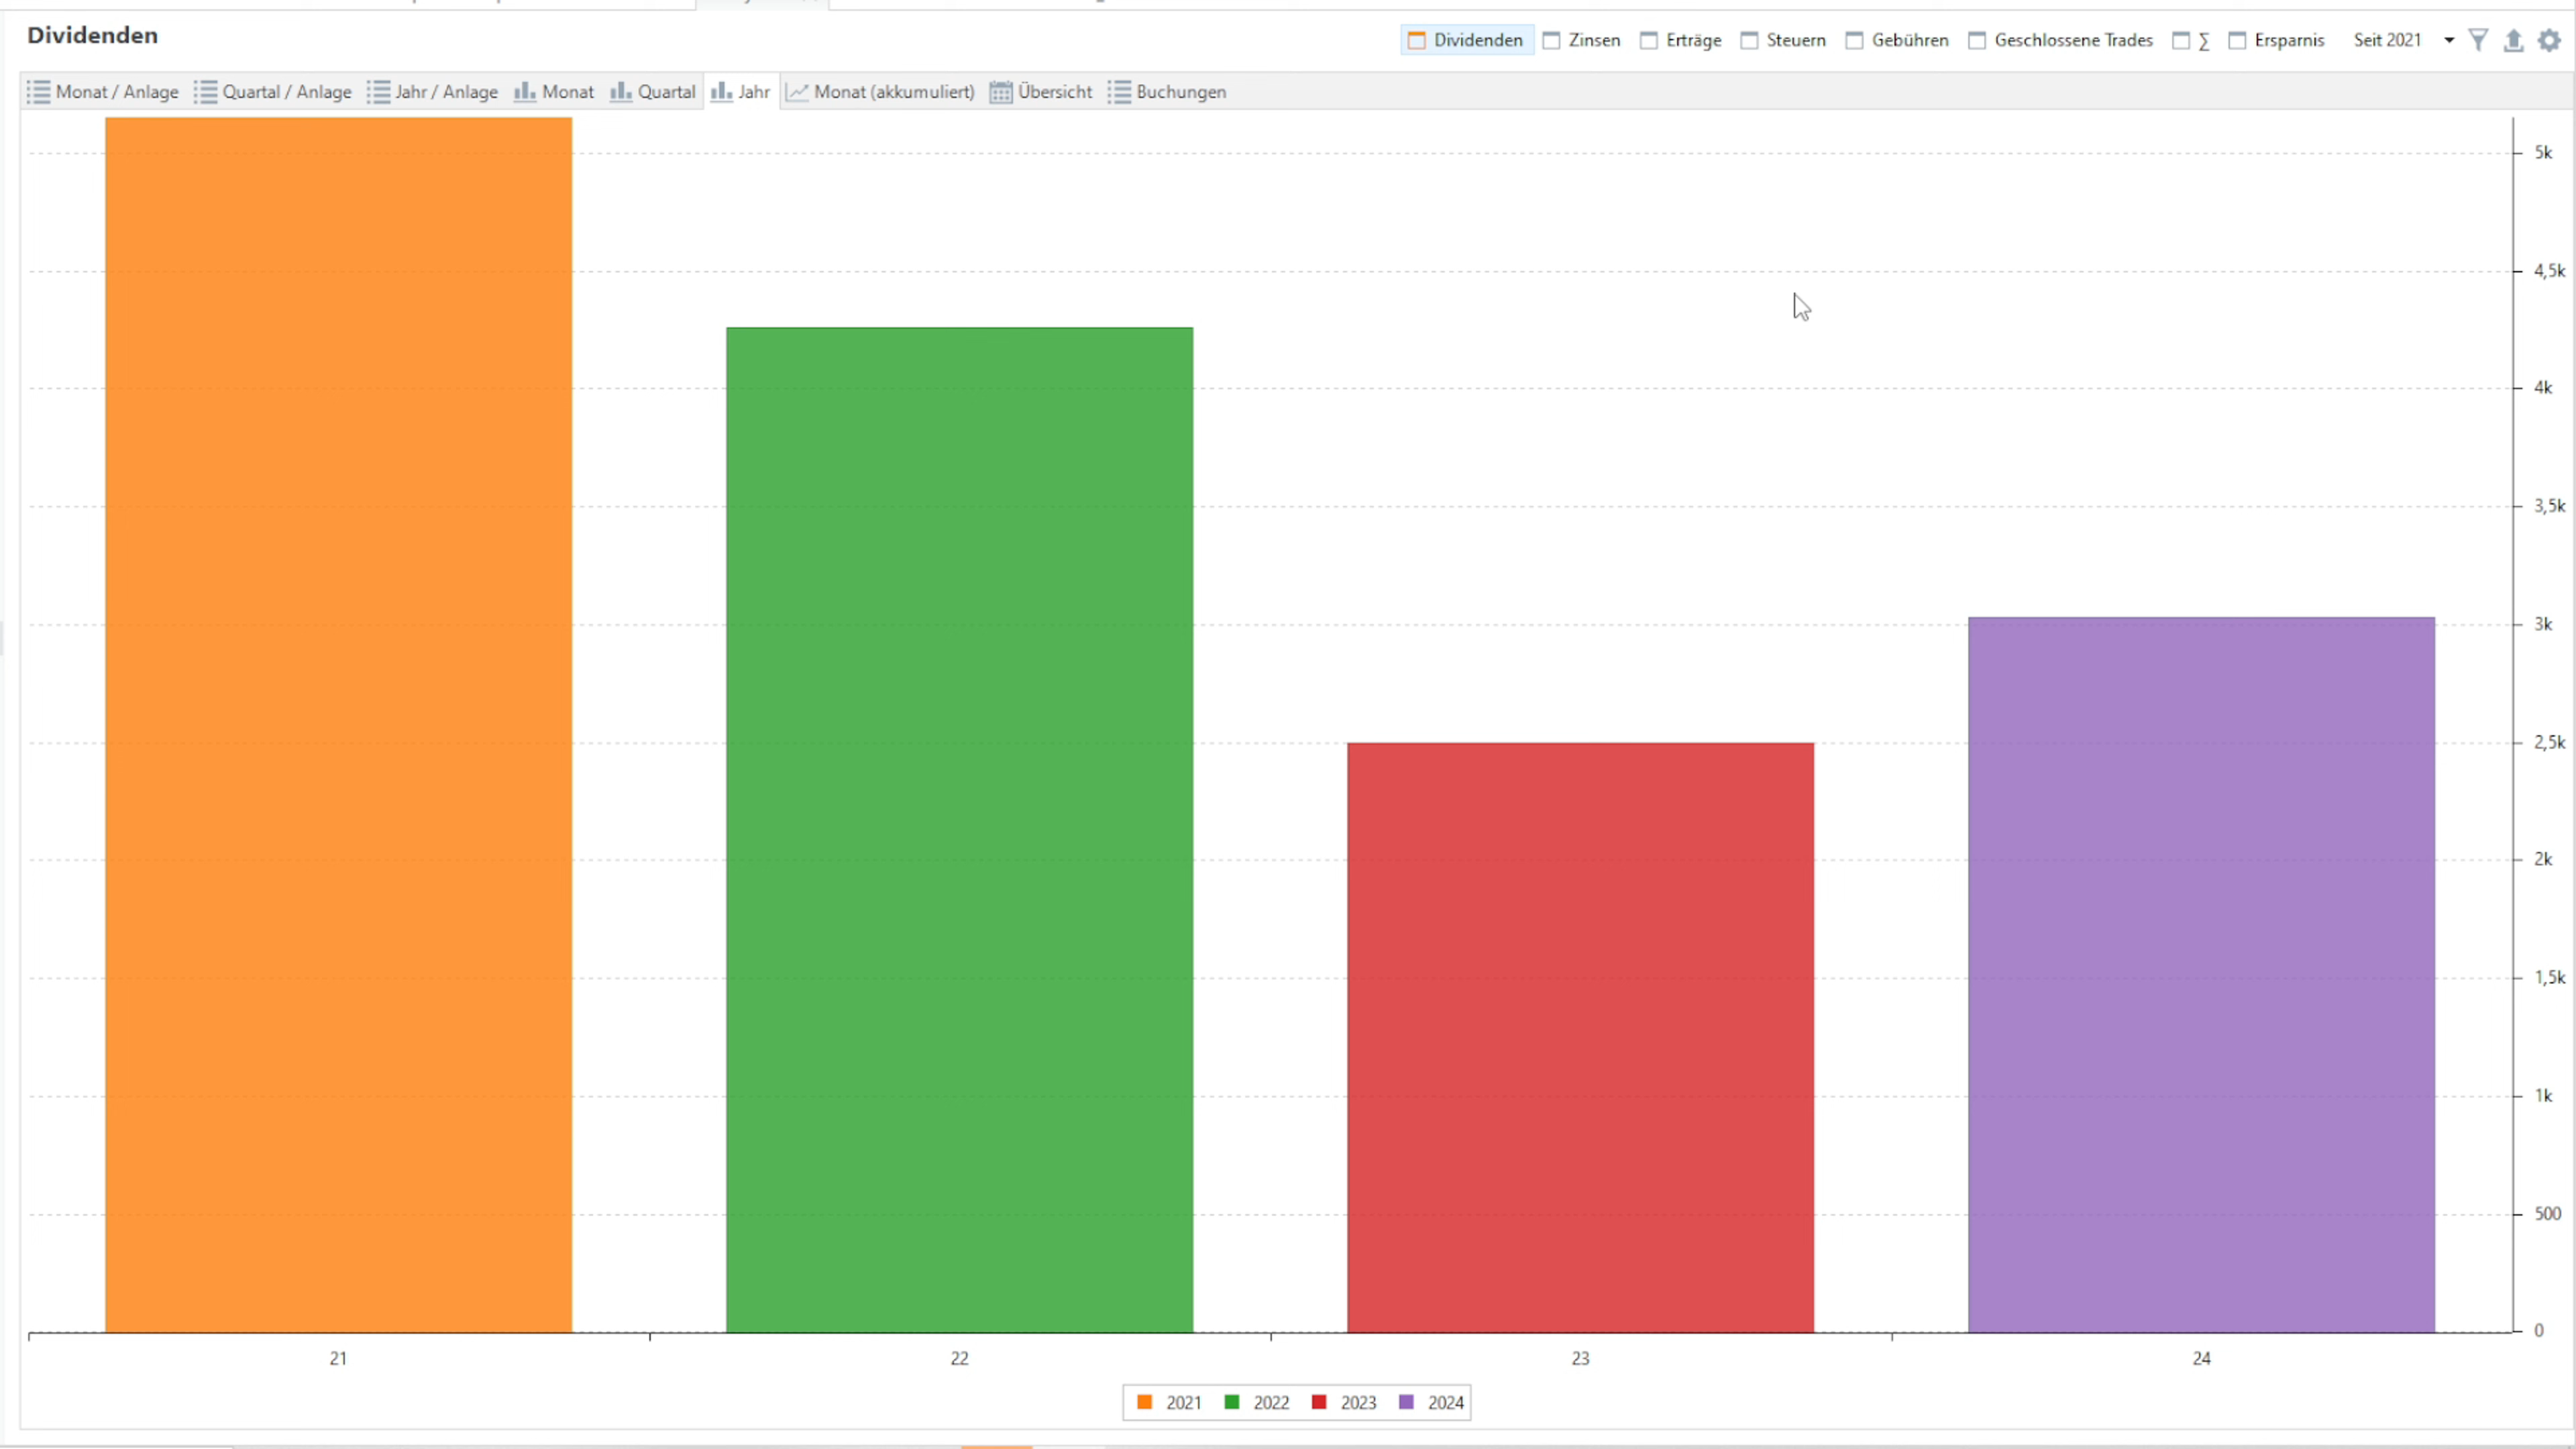 Dividenden
Dividenden Zinsen Erträge Steuern Gebühren Geschlossene Trades ∑ Ersparnis Seit 2021
Monat / Anlage Quartal / Anlage Jahr / Anlage Monat Quartal Jahr Monat (akkumuliert) Übersicht Buchungen
5k
4,5k
4k
3,5k
3k
2,5k
2k
1,5k
1k
500
0
21 22 23 24
2021 2022 2023 2024